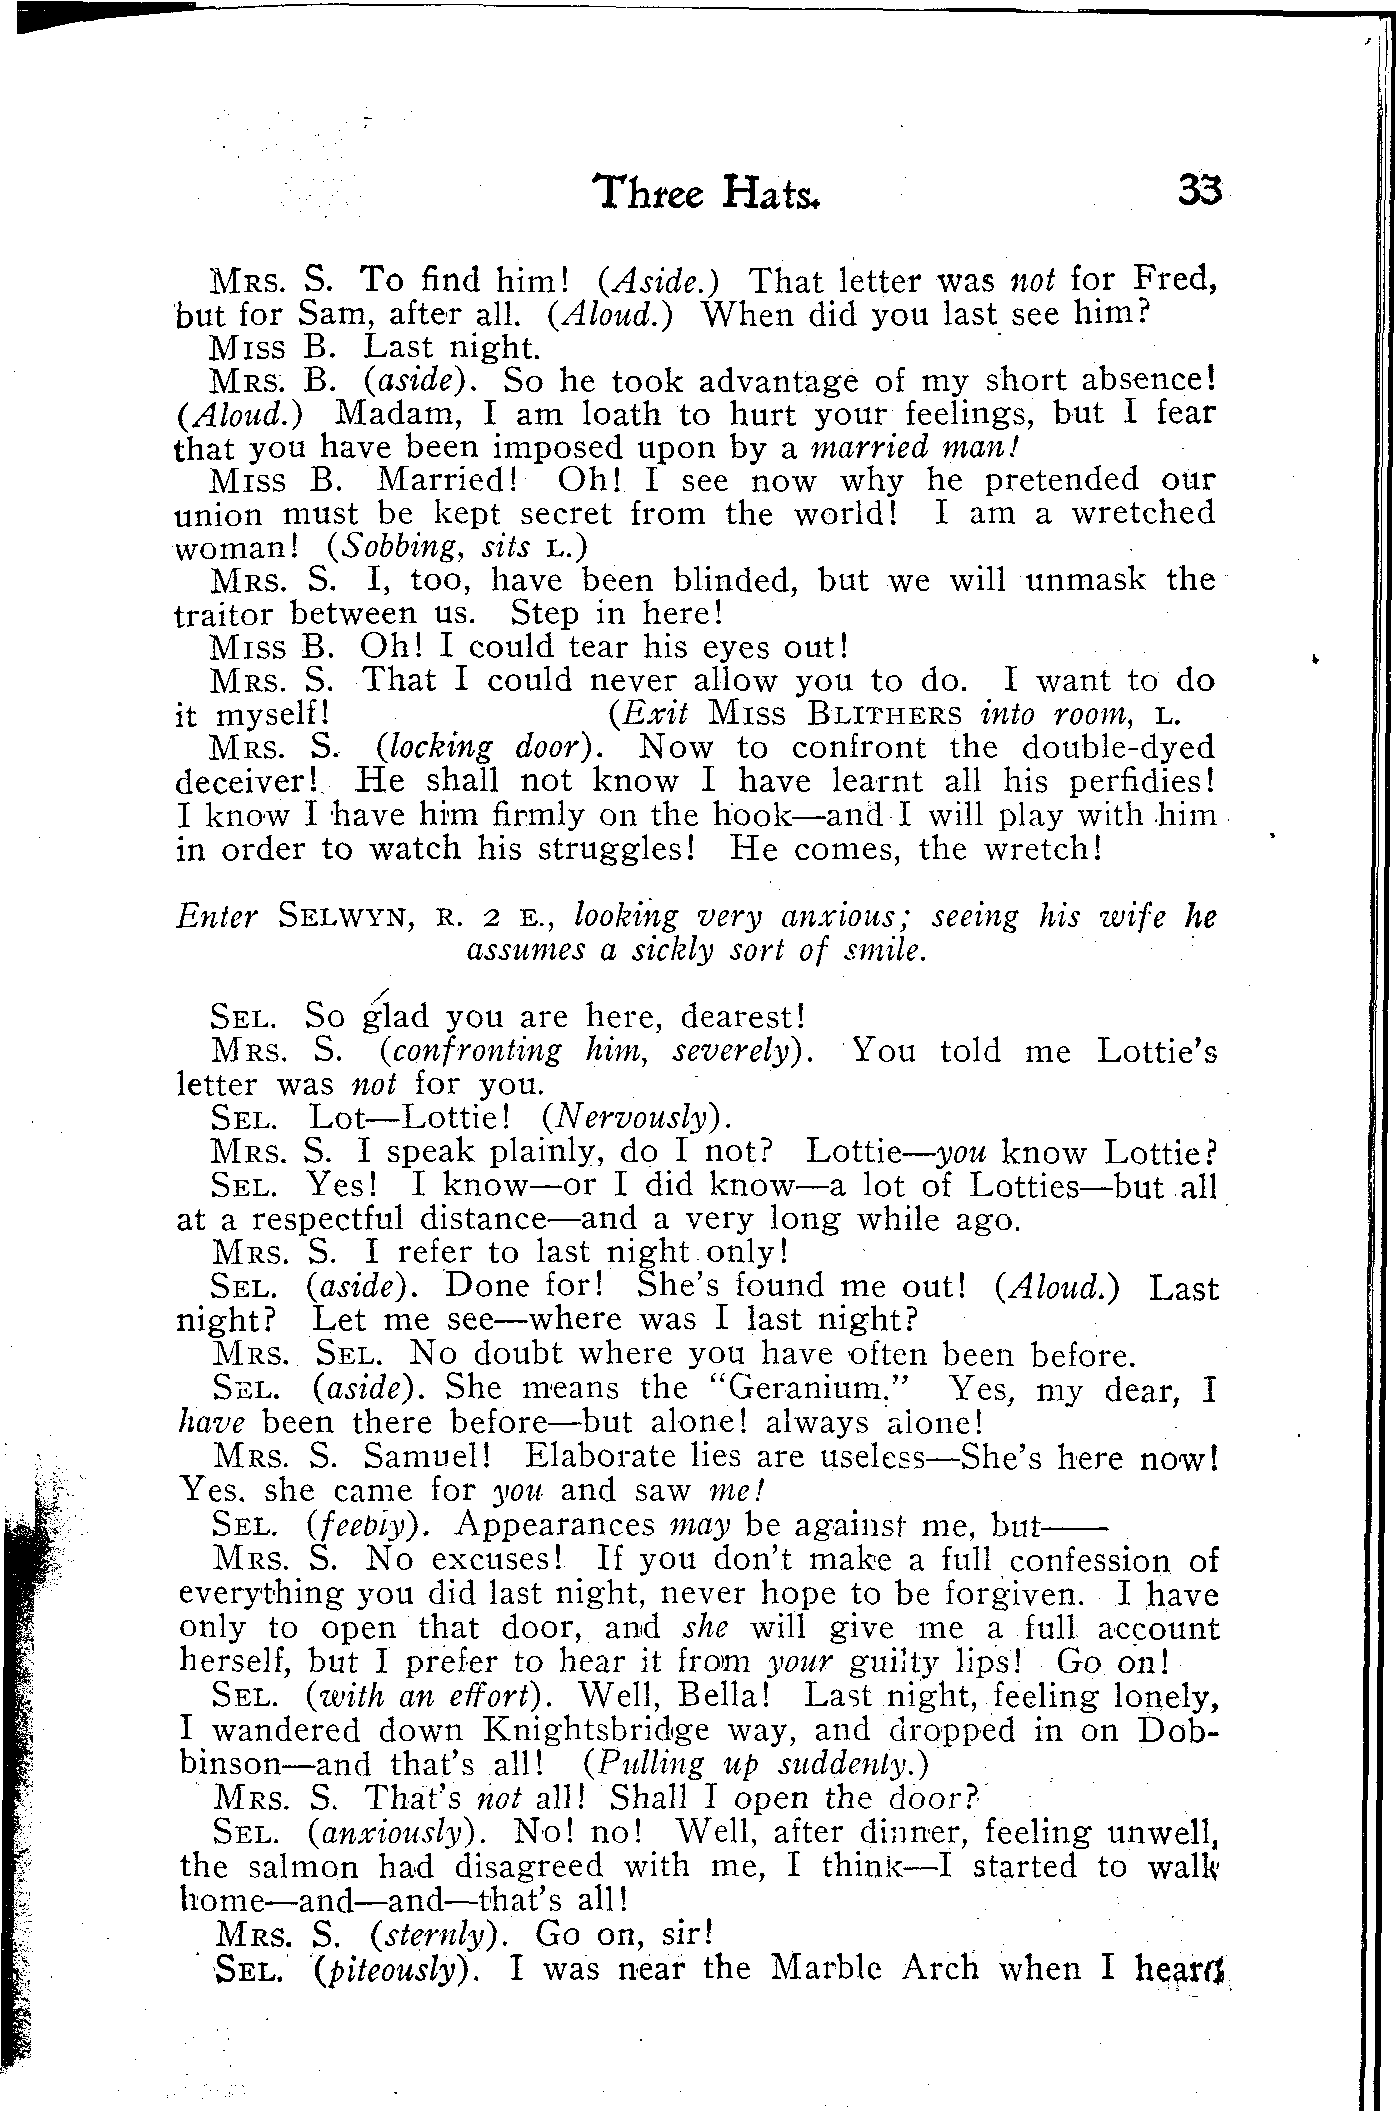 Three Hats. 33
MRS. S. To find him! (Aside.) That letter was not for Fred,
but for Sam, after all. (Aloud.) When did you last see him?
MISS B. Last night.
MRS. B. (aside). So he took advantage of my short absence!
(Aloud.) Madam, I am loath to hurt your feelings, but I fear
that you have been imposed upon by a married man!
MISS B. Married! Oh! I see now why he pretended our
union must be kept secret from the world! I am a wretched
woman! (Sobbing, sits L.)
MRS. S. I, too, have been blinded, but we will unmask the
traitor between us. Step in here!
MISS B. Oh! I could tear his eyes out!
MRS. S. That I could never allow you to do. I want to do
it myself! (Exit MISS BLITHERS into room, L.
MRS. S. (locking door). Now to confront the double-dyed
deceiver! He shall not know I have learnt all his perfidies!
I know I have him firmly on the hook—and I will play with him
in order to watch his struggles! He comes, the wretch!
Enter SELWYN, R. 2 E., looking very anxious; seeing his wife he
assumes a sickly sort of smile.
SEL. So glad you are here, dearest!
MRS. S. (confronting him, severely). You told me Lottie's
letter was not for you.
SEL. Lot—Lottie! (Nervously).
MRS. S. I speak plainly, do I not? Lottie—you know Lottie?
SEL. Yes! I know—or I did know—a lot of Lotties—but all
at a respectful distance—and a very long while ago.
MRS. S. I refer to last night only!
SEL. (aside). Done for! She's found me out! (Aloud.) Last
night? Let me see—where was I last night?
MRS. SEL. No doubt where you have often been before.
SEL. (aside). She means the "Geranium." Yes, my dear, I
have been there before—but alone! always alone!
MRS. S. Samuel! Elaborate lies are useless—She's here now!
Yes. she came for you and saw me!
SEL. (feebly). Appearances may be against me, but——
MRS. S. No excuses! If you don't make a full confession of
everything you did last night, never hope to be forgiven. I have
only to open that door, and she will give me a full account
herself, but I prefer to hear it from your guilty lips! Go on!
SEL. (with an effort). Well, Bella! Last night, feeling lonely,
I wandered down Knightsbridge way, and dropped in on Dob-
binson—and that's all! (Pulling up suddenly.)
MRS. S. That's not all! Shall I open the door?
SEL. (anxiously). No! no! Well, after dinner, feeling unwell,
the salmon had disagreed with me, I think—I started to walk
home—and—and—that's all!
MRS. S. (sternly). Go on, sir!
SEL. (piteously). I was near the Marble Arch when I heard